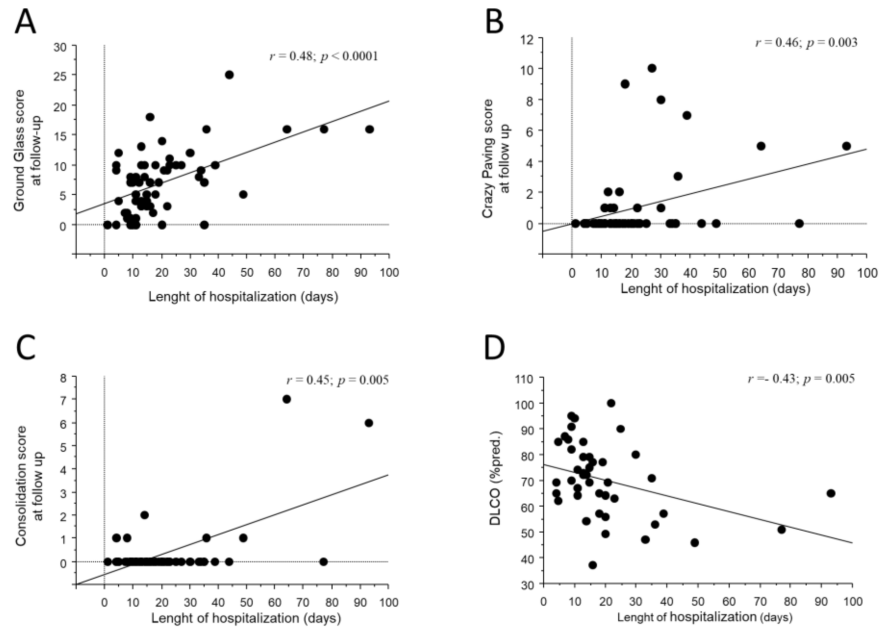 A
r = 0.48; p < 0.0001
Ground Glass score
at follow-up
30
25
20
15
10
5
0
0 10 20 30 40 50 60 70 80 90 100
Lenght of hospitalization (days)
B
r = 0.46; p = 0.003
Crazy Paving score
at follow up
12
10
8
6
4
2
0
0 10 20 30 40 50 60 70 80 90 100
Lenght of hospitalization (days)
C
r = 0.45; p = 0.005
Consolidation score
at follow up
8
7
6
5
4
3
2
1
0
0 10 20 30 40 50 60 70 80 90 100
Lenght of hospitalization (days)
D
r =- 0.43; p = 0.005
DLCO (%pred.)
110
100
90
80
70
60
50
40
30
0 10 20 30 40 50 60 70 80 90 100
Lenght of hospitalization (days)